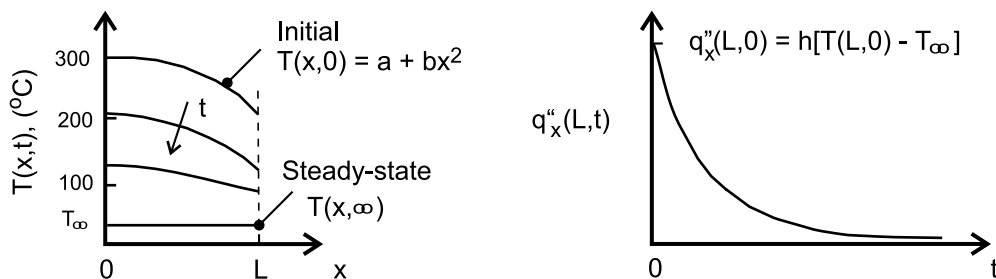 Initial
T(x,0) = a + bx²
300
200
100
T∞
0
L
x
t
T(x,t), (°C)
Steady-state
T(x,∞)
q"x(L,0) = h[T(L,0) - T∞]
q“x(L,t)
0
t